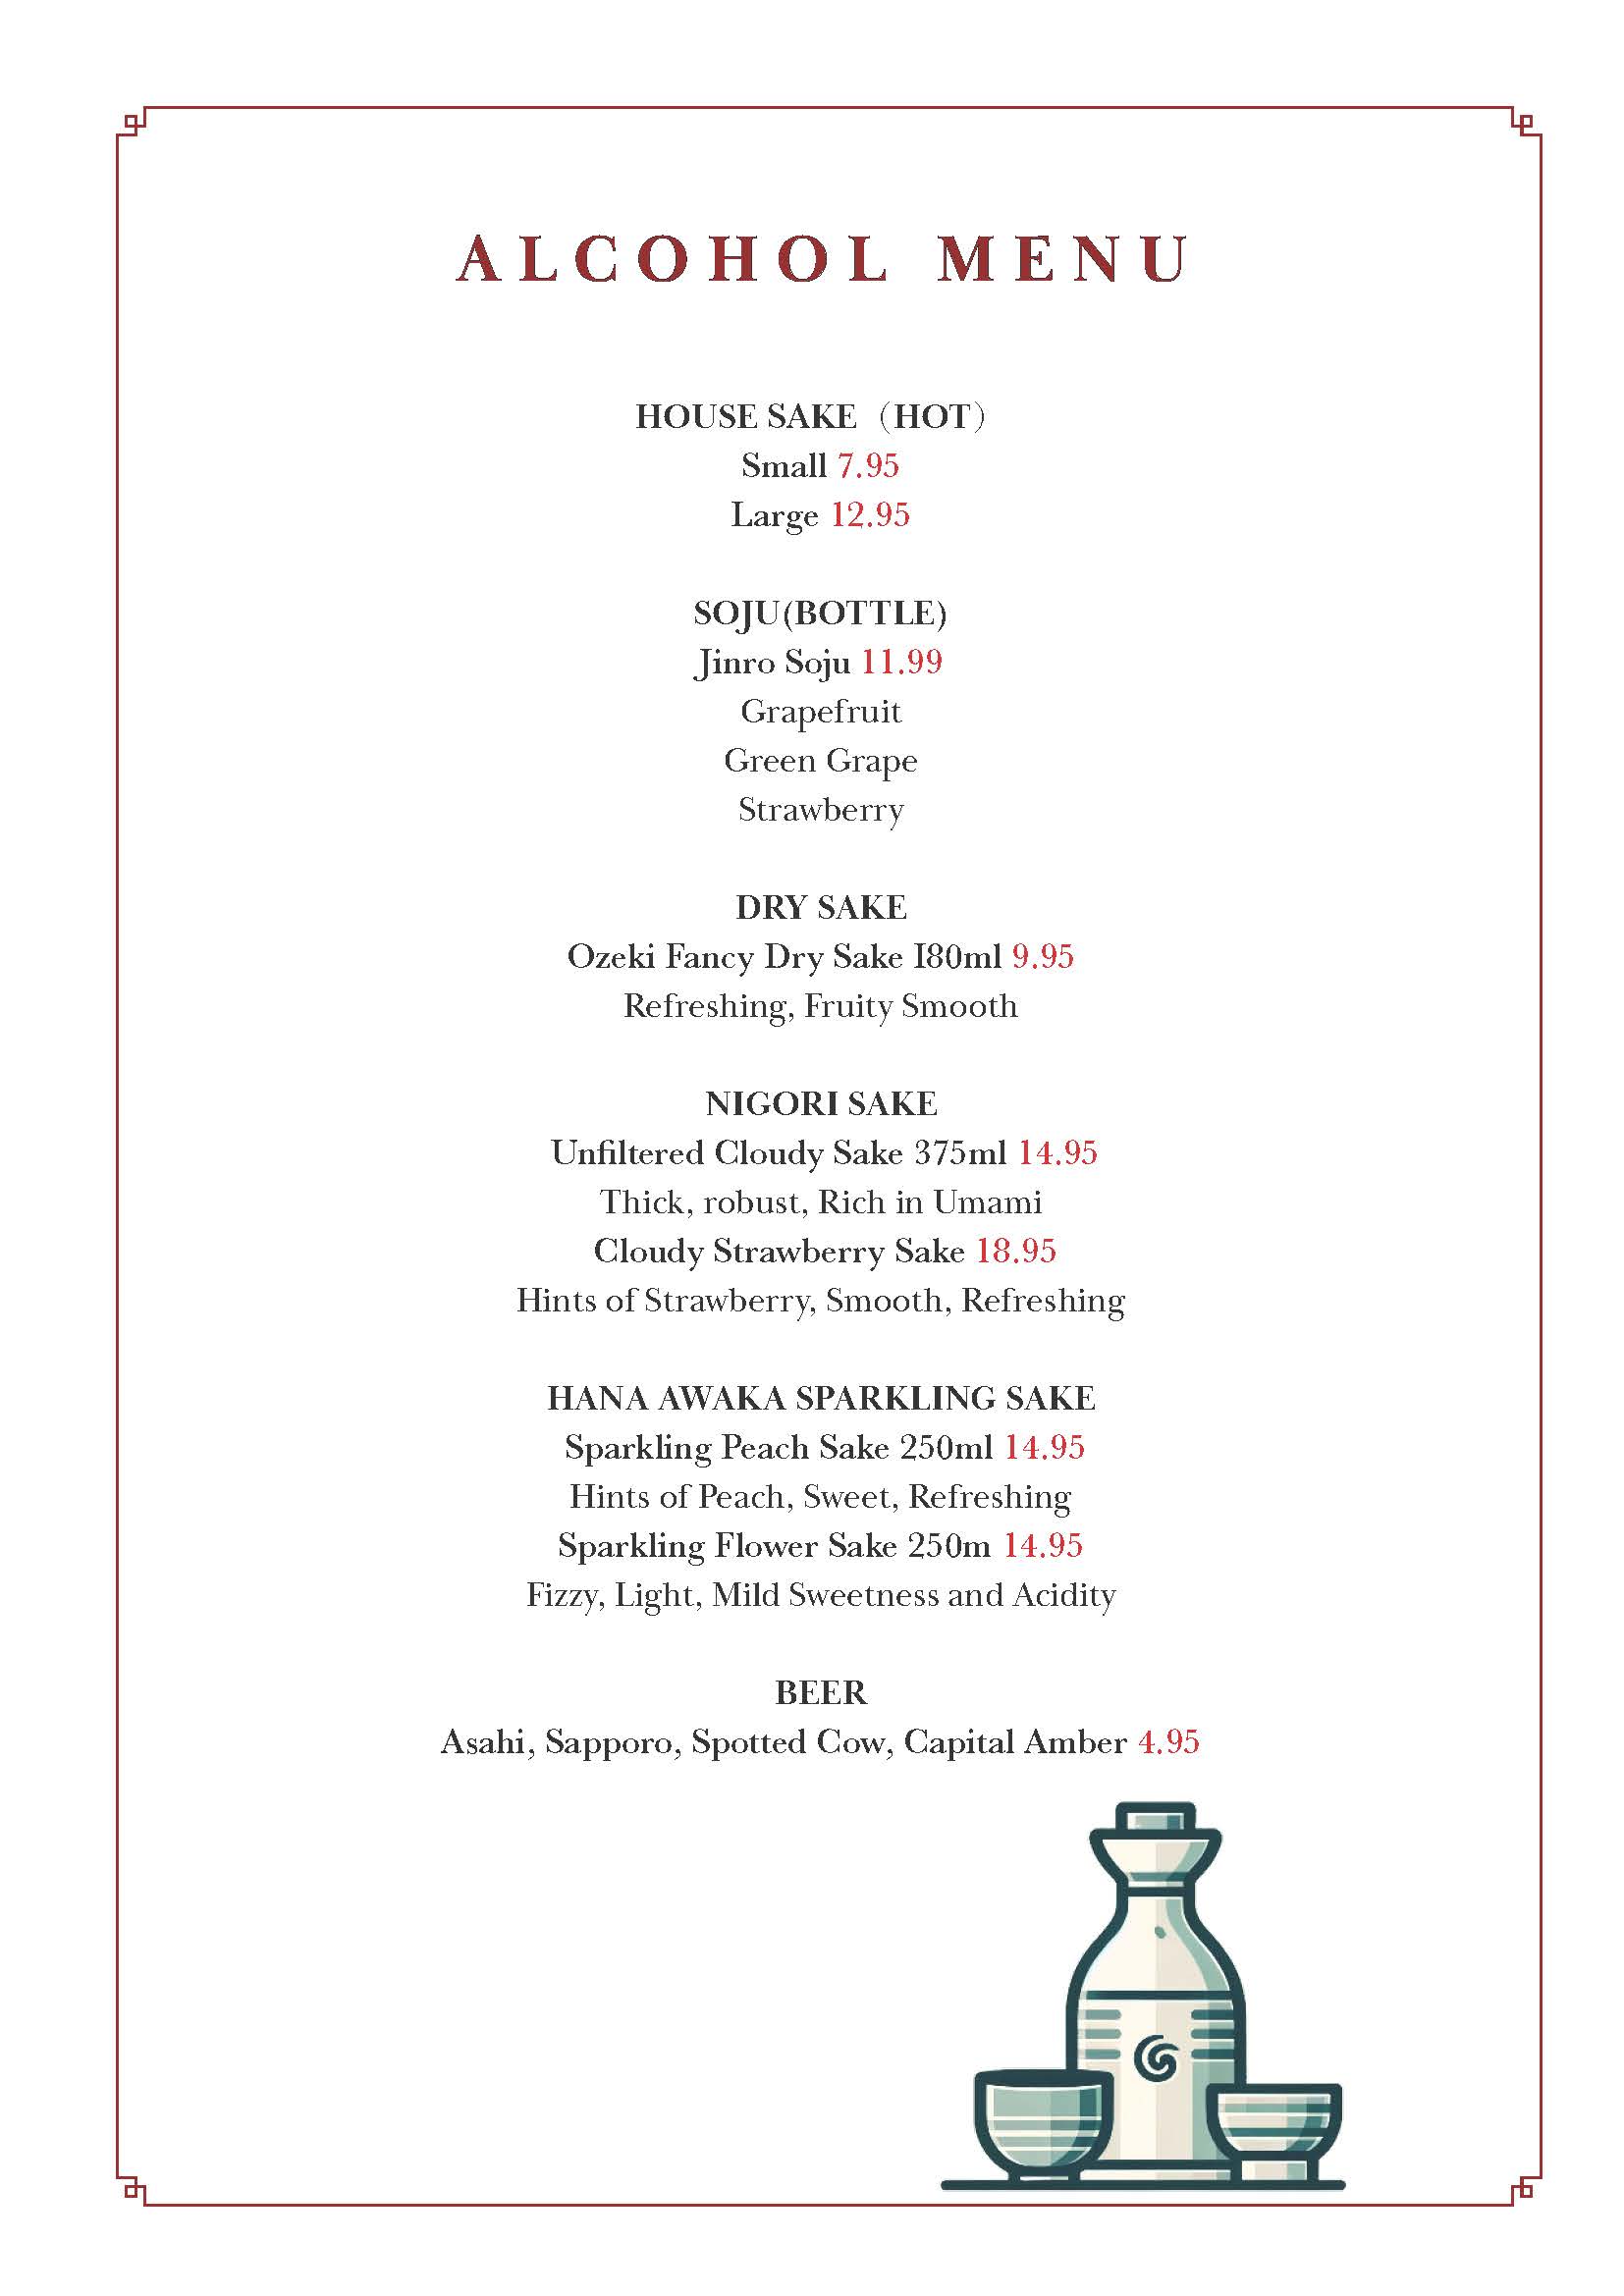 ALCOHOL MENU
HOUSE SAKE（HOT）
Small 7.95
Large 12.95
SOJU(BOTTLE)
Jinro Soju 11.99
Grapefruit
Green Grape
Strawberry
DRY SAKE
Ozeki Fancy Dry Sake I80ml 9.95
Refreshing, Fruity Smooth
NIGORI SAKE
Unfiltered Cloudy Sake 375ml 14.95
Thick, robust, Rich in Umami
Cloudy Strawberry Sake 18.95
Hints of Strawberry, Smooth, Refreshing
HANA AWAKA SPARKLING SAKE
Sparkling Peach Sake 250ml 14.95
Hints of Peach, Sweet, Refreshing
Sparkling Flower Sake 250m 14.95
Fizzy, Light, Mild Sweetness and Acidity
BEER
Asahi, Sapporo, Spotted Cow, Capital Amber 4.95